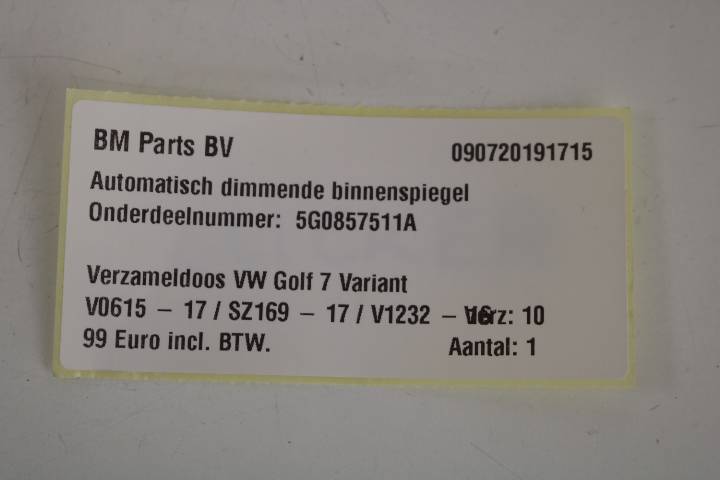 BM Parts BV 090720191715
Automatisch dimmende binnenspiegel
Onderdeelnummer: 5G0857511A
Verzameldoos VW Golf 7 Variant
V0615 – 17 / SZ169 – 17 / V1232 – Verz: 10
99 Euro incl. BTW. Aantal: 1